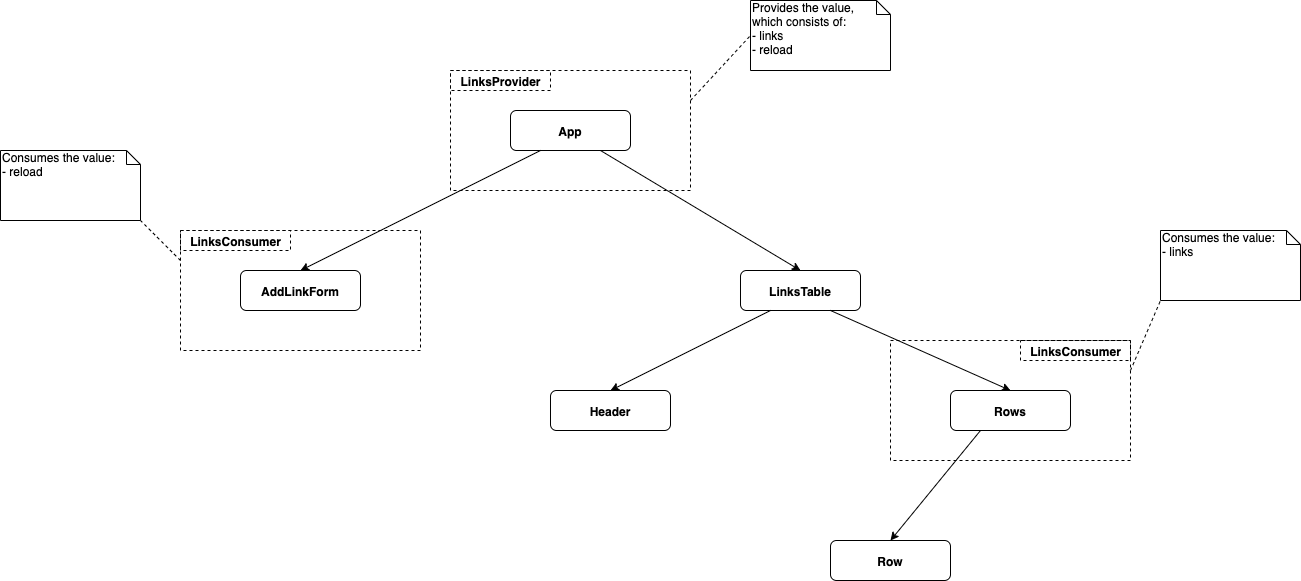 Provides the value,
which consists of:
- links
- reload
LinksProvider
App
Consumes the value:
- reload
LinksConsumer
AddLinkForm
LinksTable
Consumes the value:
- links
LinksConsumer
Header
Rows
Row